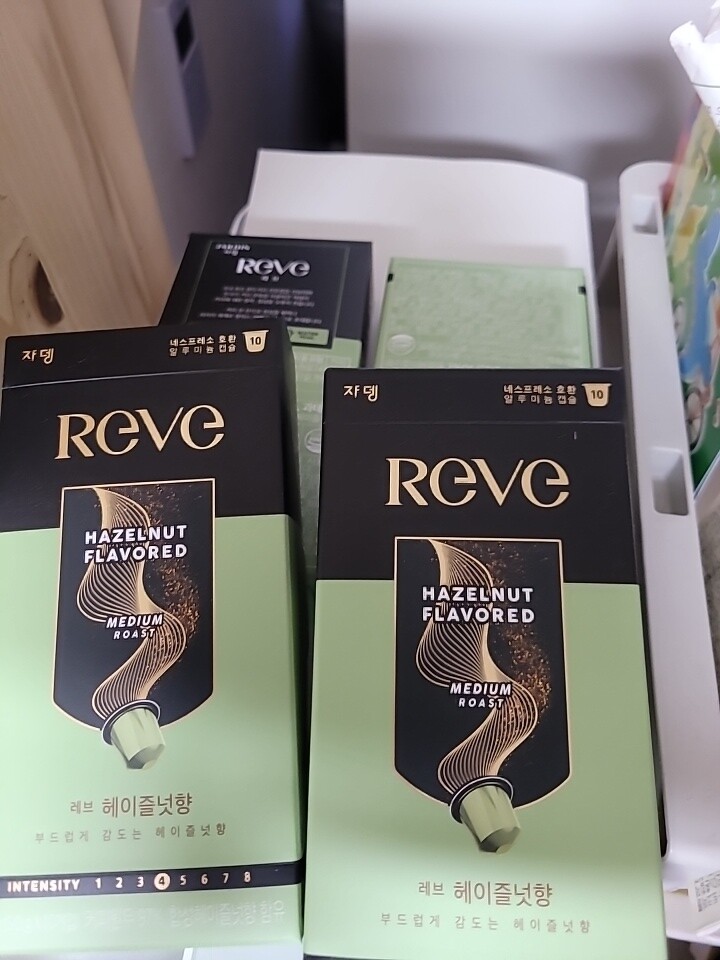 Reve
레브
쟈뎅
네스프레소 호환
알루미늄 캡슐
10
Reve
HAZELNUT
FLAVORED
MEDIUM
ROAST
레브 헤이즐넛향
부드럽게 감도는 헤이즐넛향
INTENSITY 1 2 3 4 5 6 7 8
쟈뎅
네스프레소 호환
알루미늄 캡슐
10
Reve
HAZELNUT
FLAVORED
MEDIUM
ROAST
레브 헤이즐넛향
부드럽게 감도는 헤이즐넛향